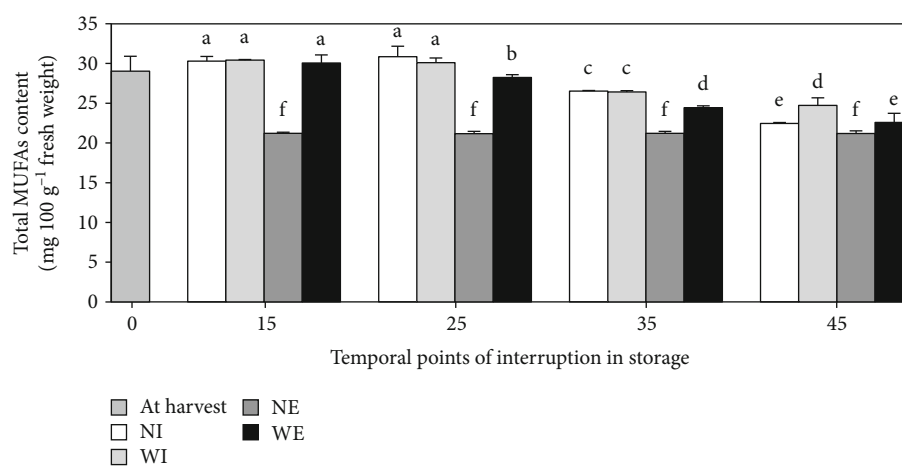 35
30
25
20
15
10
5
0
Total MUFAs content
(mg 100 g⁻¹ fresh weight)
a a f a
a a f b
c c f d
e d f e
0 15 25 35 45
Temporal points of interruption in storage
At harvest NE
NI WE
WI